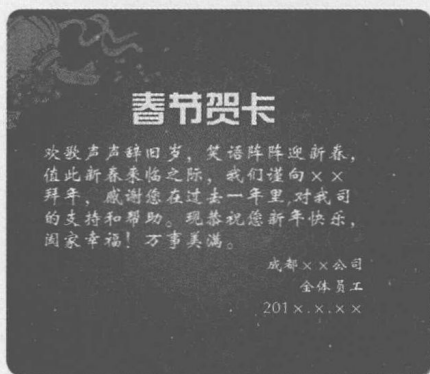 春节贺卡
欢歌声声辞旧岁，笑语阵阵迎新春，
值此新春来临之际，我们谨向××
拜年，感谢您在过去一年里,对我司
的支持和帮助。现恭祝您新年快乐，
阖家幸福！万事美满。
成都××公司
全体员工
201×.×.××